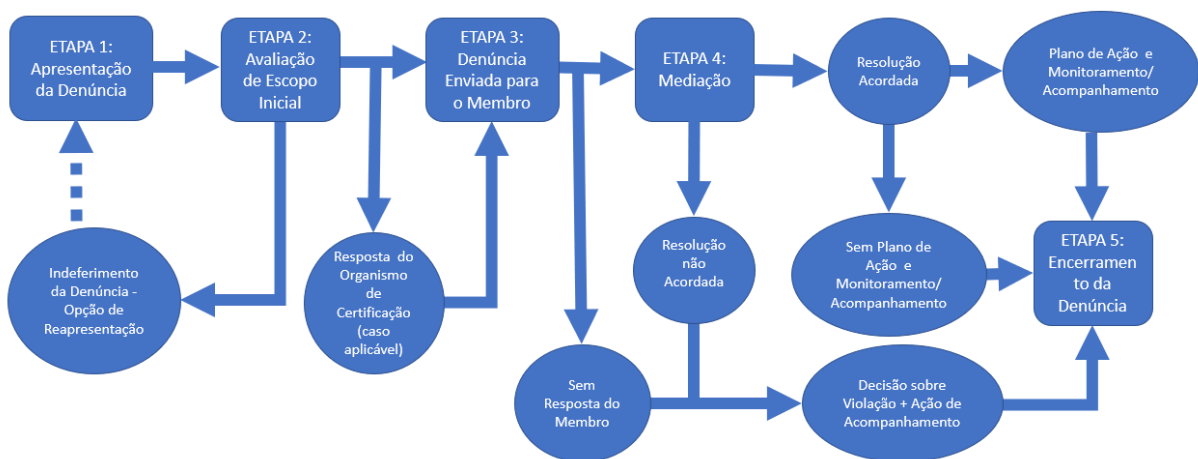 ETAPA 1:
Apresentação
da Denúncia
ETAPA 2:
Avaliação
de Escopo
Inicial
ETAPA 3:
Denúncia
Enviada para
o Membro
ETAPA 4:
Mediação
Resolução
Acordada
Plano de Ação e
Monitoramento/
Acompanhamento
Indeferimento
da Denúncia -
Opção de
Reapresentação
Resposta do
Organismo
de
Certificação
(caso
aplicável)
Resolução
não
Acordada
Sem Plano de
Ação e
Monitoramento/
Acompanhamento
ETAPA 5:
Encerramen
to da
Denúncia
Sem
Resposta do
Membro
Decisão sobre
Violação + Ação de
Acompanhamento